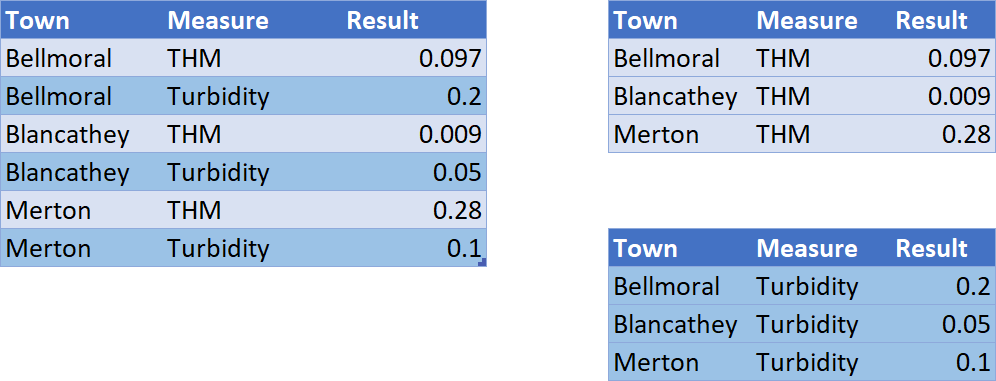 Town Measure Result
Bellmoral THM 0.097
Bellmoral Turbidity 0.2
Blancathey THM 0.009
Blancathey Turbidity 0.05
Merton THM 0.28
Merton Turbidity 0.1
Town Measure Result
Bellmoral THM 0.097
Blancathey THM 0.009
Merton THM 0.28
Town Measure Result
Bellmoral Turbidity 0.2
Blancathey Turbidity 0.05
Merton Turbidity 0.1